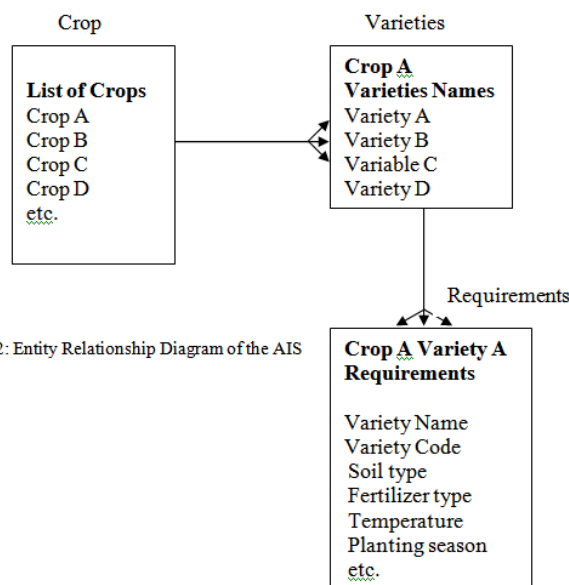 Crop
List of Crops
Crop A
Crop B
Crop C
Crop D
etc.
Varieties
Crop A
Varieties Names
Variety A
Variety B
Variable C
Variety D
Requirements
2: Entity Relationship Diagram of the AIS
Crop A Variety A
Requirements
Variety Name
Variety Code
Soil type
Fertilizer type
Temperature
Planting season
etc.